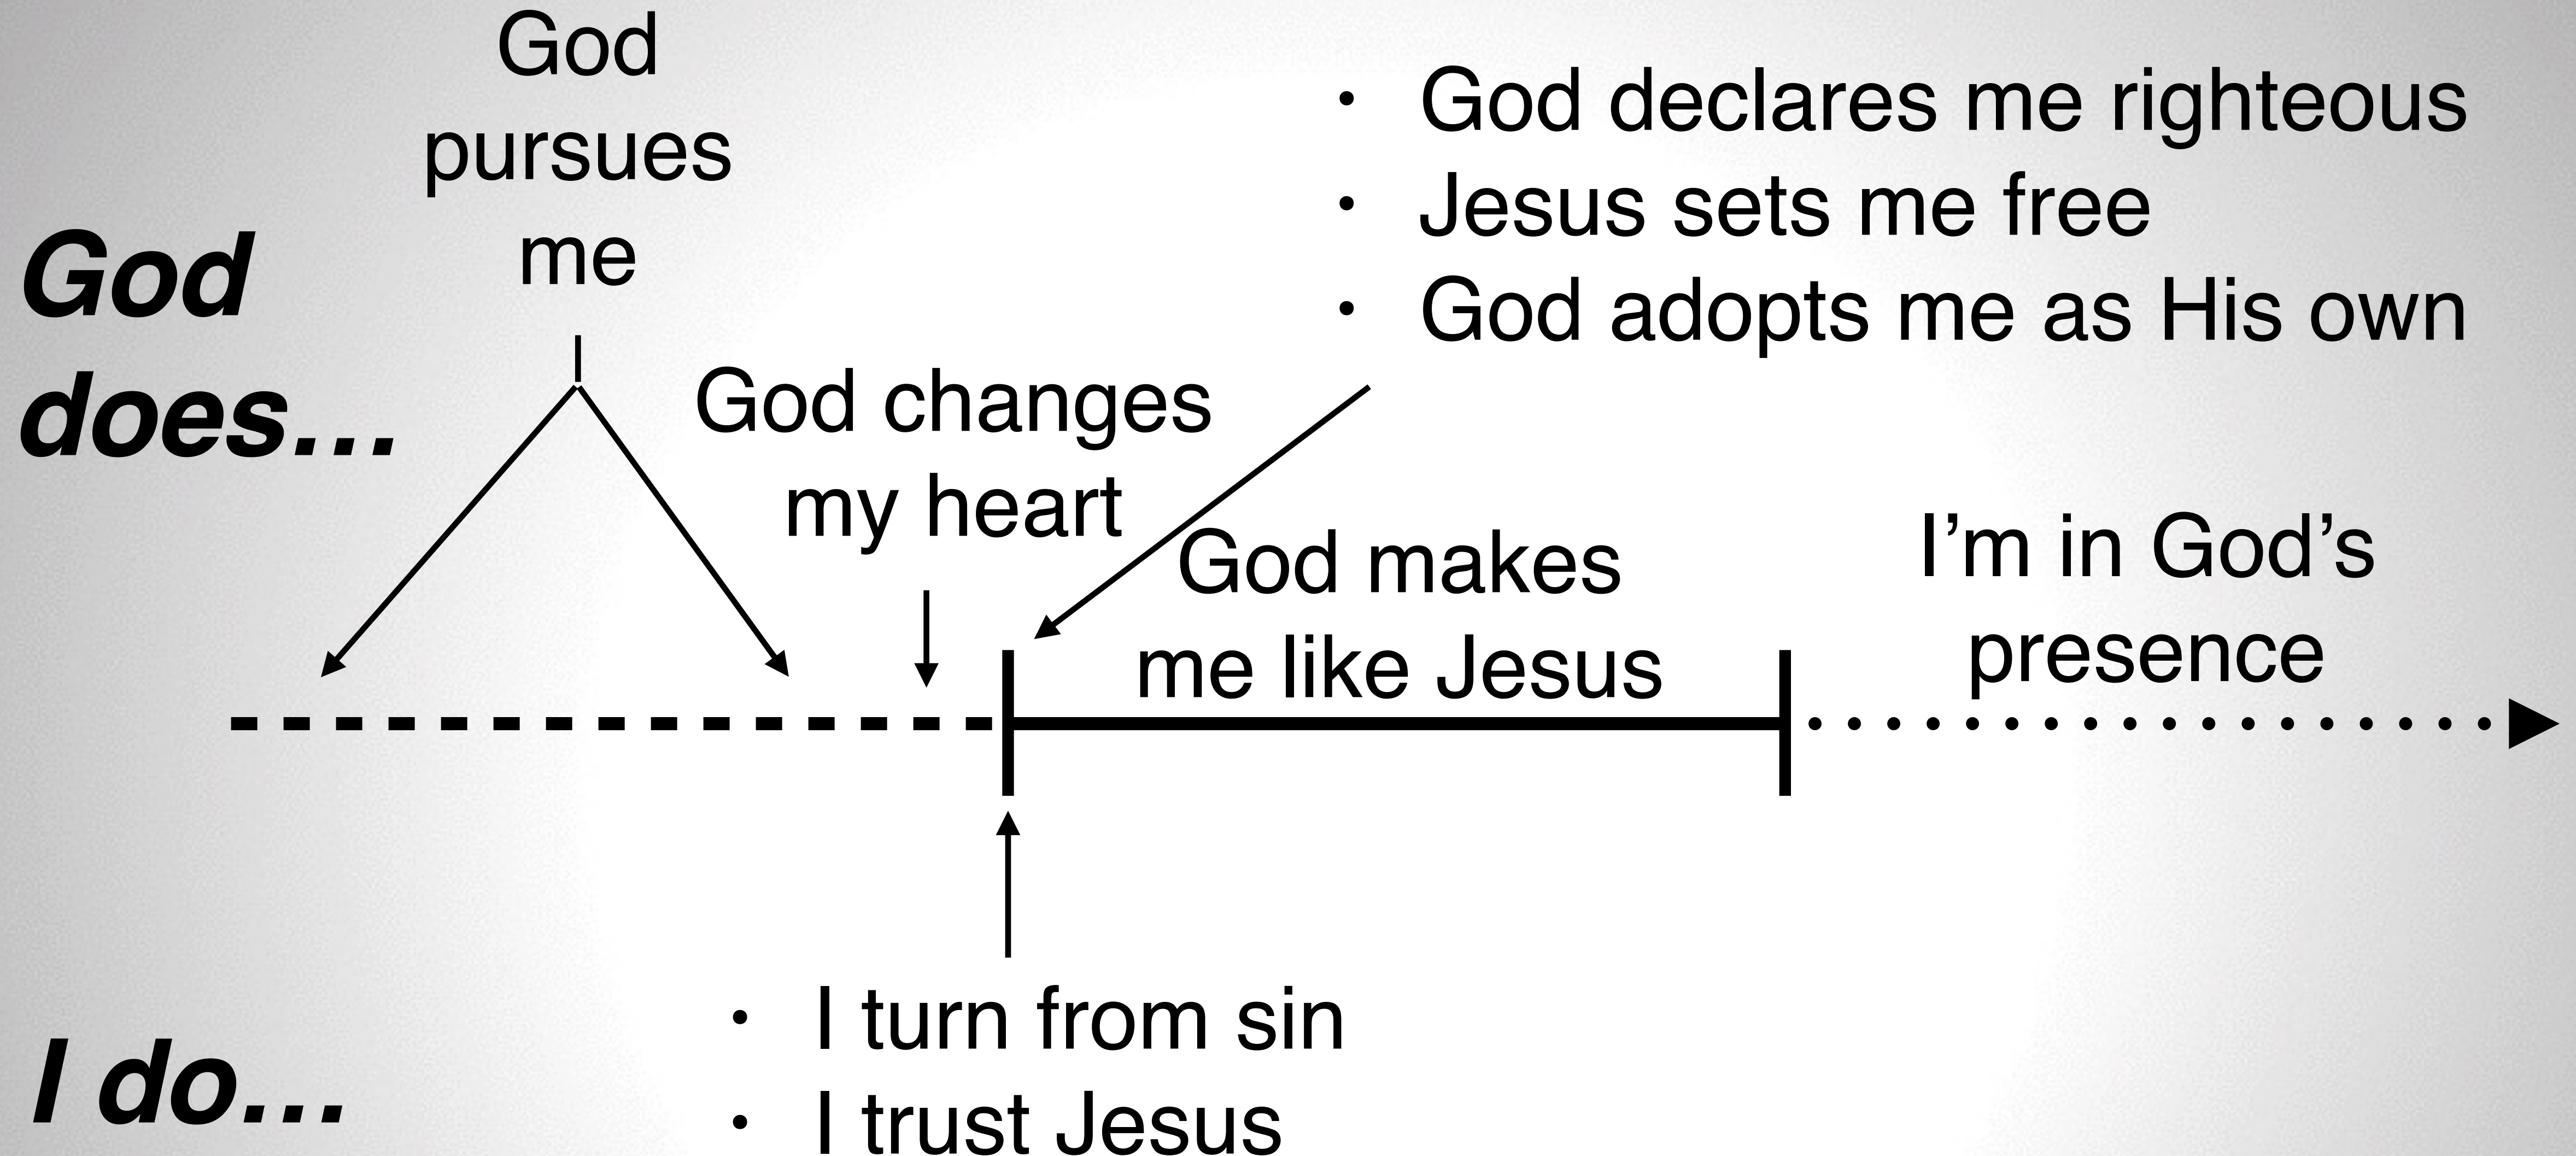 God
pursues
me
• God declares me righteous
• Jesus sets me free
• God adopts me as His own
God
does…
God changes
my heart
God makes
me like Jesus
I’m in God’s
presence
• I turn from sin
• I trust Jesus
I do…